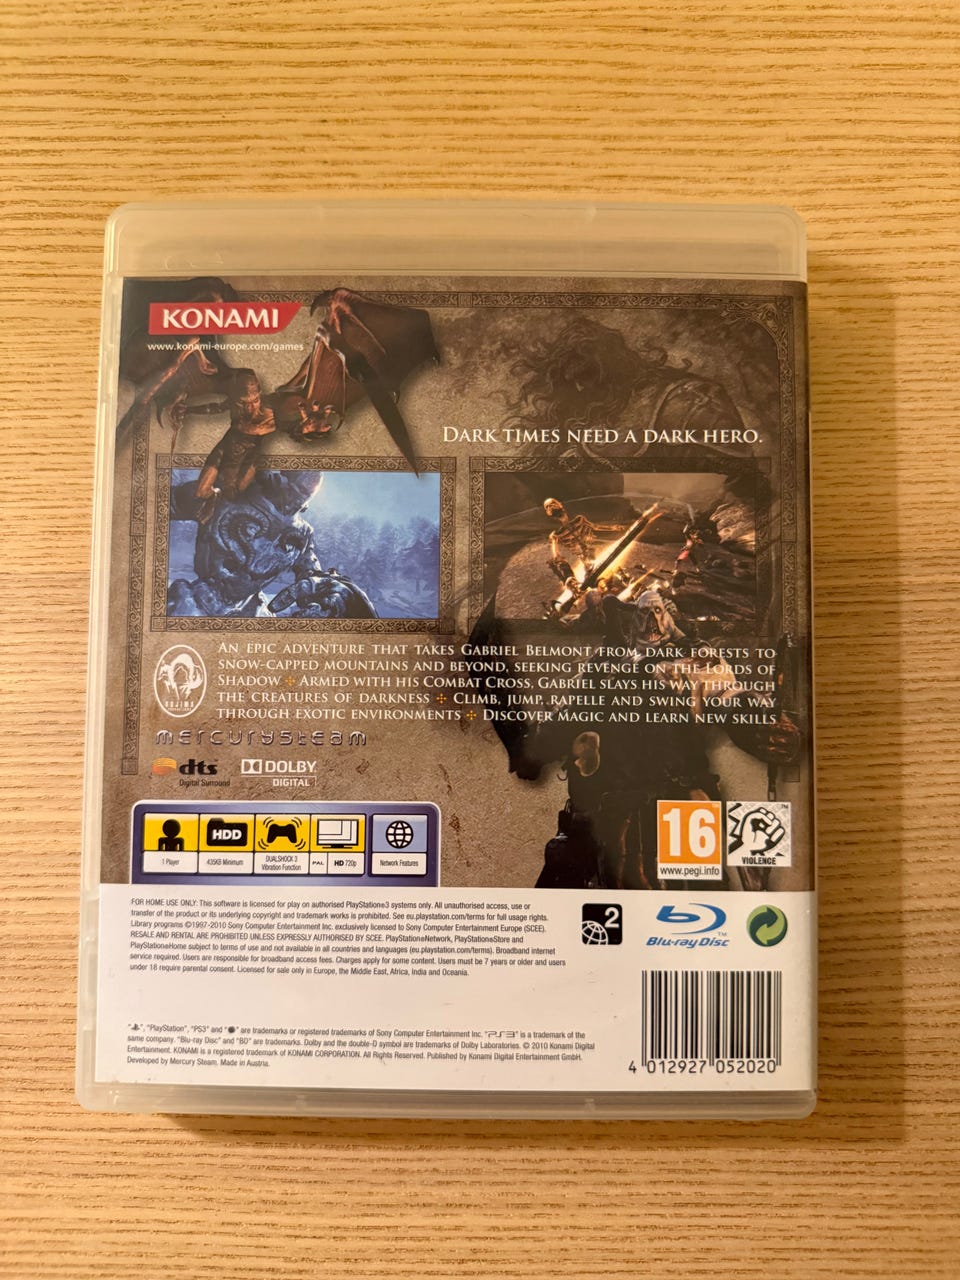 KONAMI
www.konami-europe.com/games
DARK TIMES NEED A DARK HERO.
AN EPIC ADVENTURE THAT TAKES GABRIEL BELMONT FROM DARK FORESTS TO
SNOW-CAPPED MOUNTAINS AND BEYOND, SEEKING REVENGE ON THE LORDS OF
SHADOW ✣ ARMED WITH HIS COMBAT CROSS, GABRIEL SLAYS HIS WAY THROUGH
THE CREATURES OF DARKNESS ✣ CLIMB, JUMP, RAPELLE AND SWING YOUR WAY
THROUGH EXOTIC ENVIRONMENTS ✣ DISCOVER MAGIC AND LEARN NEW SKILLS
KOJIMA
MERCURYSTEAM
dts
Digital Surround
DOLBY
DIGITAL
HDD
1 Player
435KB Minimum
DUALSHOCK 3
Vibration Function
PAL
HD 720p
Network Features
16
www.pegi.info
VIOLENCE
TM
FOR HOME USE ONLY: This software is licensed for play on authorised PlayStation3 systems only. All unauthorised access, use or
transfer of the product or its underlying copyright and trademark works is prohibited. See eu.playstation.com/terms for full usage rights.
Library programs ©1997-2010 Sony Computer Entertainment Inc. exclusively licensed to Sony Computer Entertainment Europe (SCEE).
RESALE AND RENTAL ARE PROHIBITED UNLESS EXPRESSLY AUTHORISED BY SCEE. PlayStationNetwork, PlayStationStore and
PlayStationHome subject to terms of use and not available in all countries and languages (eu.playstation.com/terms). Broadband internet
service required. Users are responsible for broadband access fees. Charges apply for some content. Users must be 7 years or older and users
under 18 require parental consent. Licensed for sale only in Europe, the Middle East, Africa, India and Oceania.
2
Blu-ray Disc
TM
"", "PlayStation", "PS3" and "" are trademarks or registered trademarks of Sony Computer Entertainment Inc. "PS3" is a trademark of the
same company. "Blu-ray Disc" and "BD" are trademarks. Dolby and the double-D symbol are trademarks of Dolby Laboratories. © 2010 Konami Digital
Entertainment. KONAMI is a registered trademark of KONAMI CORPORATION. All Rights Reserved. Published by Konami Digital Entertainment GmbH.
Developed by Mercury Steam. Made in Austria.
4 012927 052020